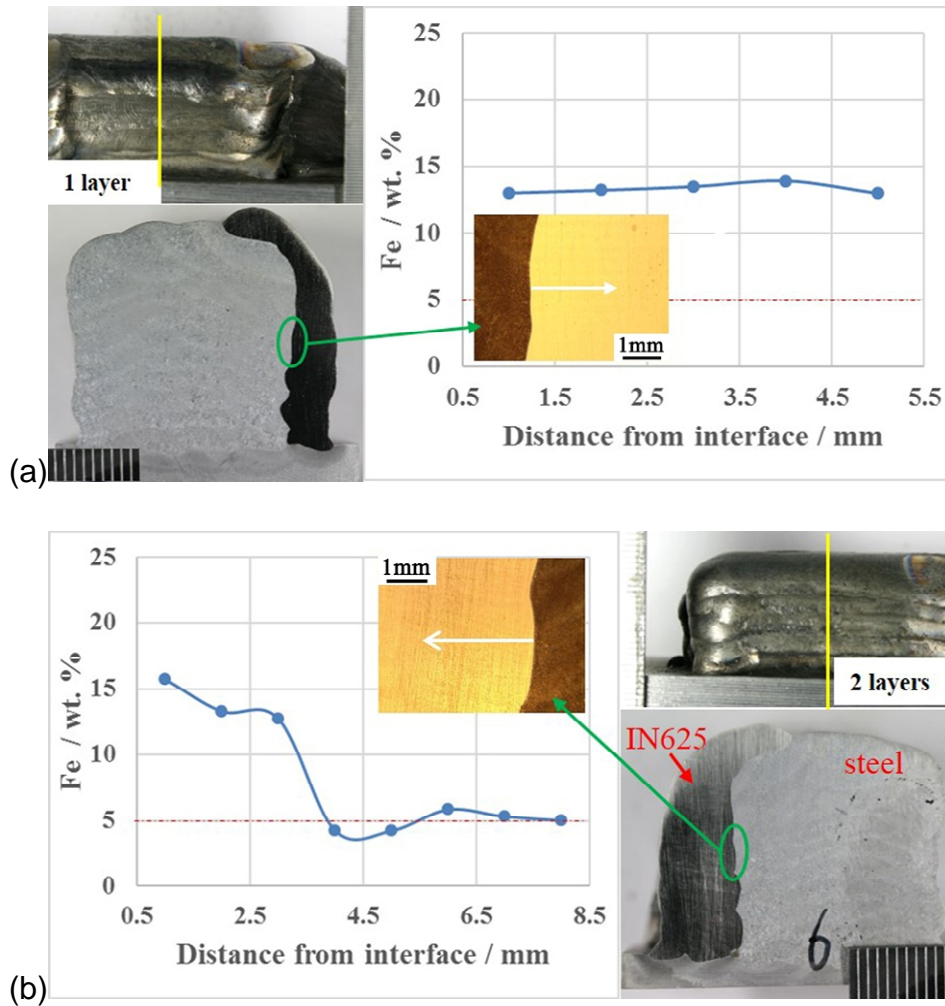 1 layer
25
20
15
10
5
0
Fe / wt. %
0.5 1.5 2.5 3.5 4.5 5.5
Distance from interface / mm
1mm
(a)
25
20
15
10
5
0
Fe / wt. %
0.5 2.5 4.5 6.5 8.5
Distance from interface / mm
1mm
2 layers
IN625
steel
6
(b)